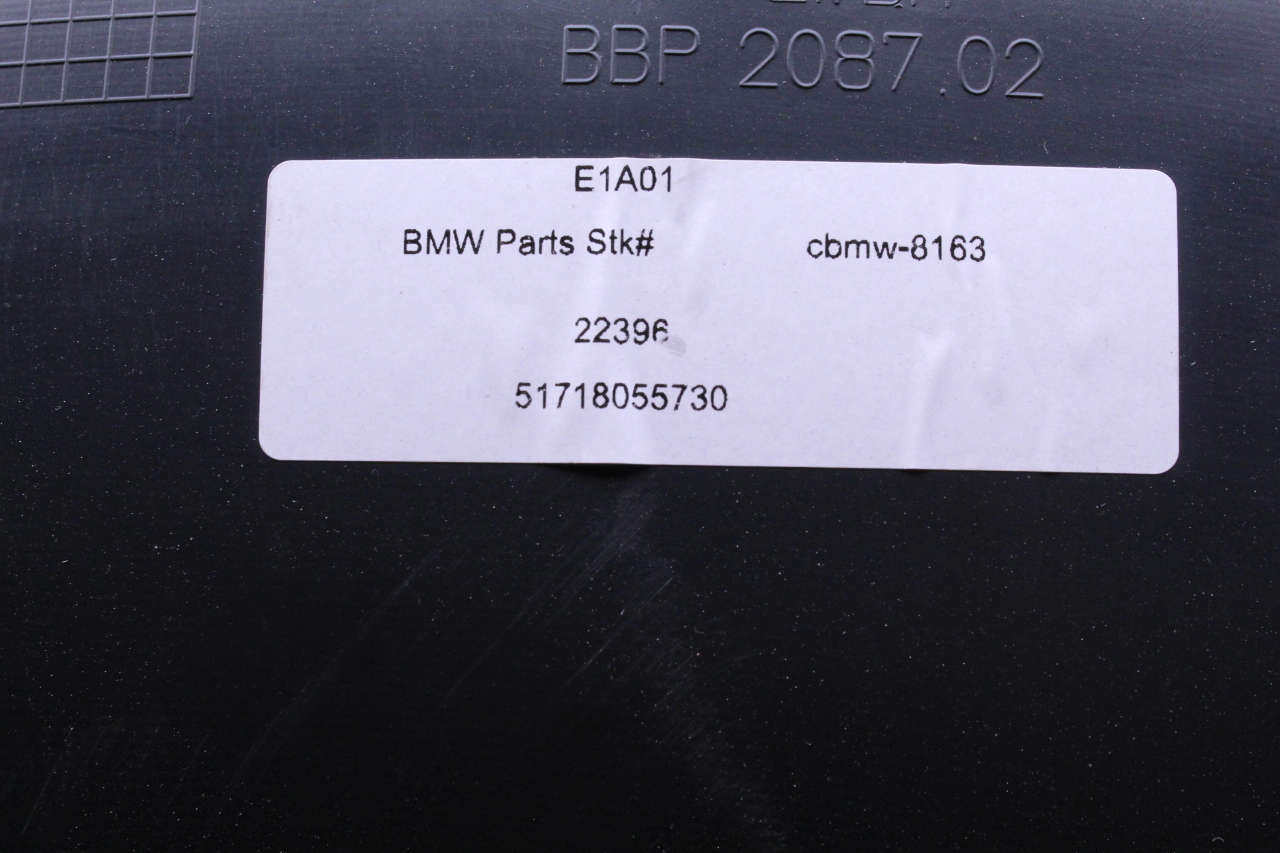 BBP 2087.02
E1A01
BMW Parts Stk# cbmw-8163
22396
51718055730